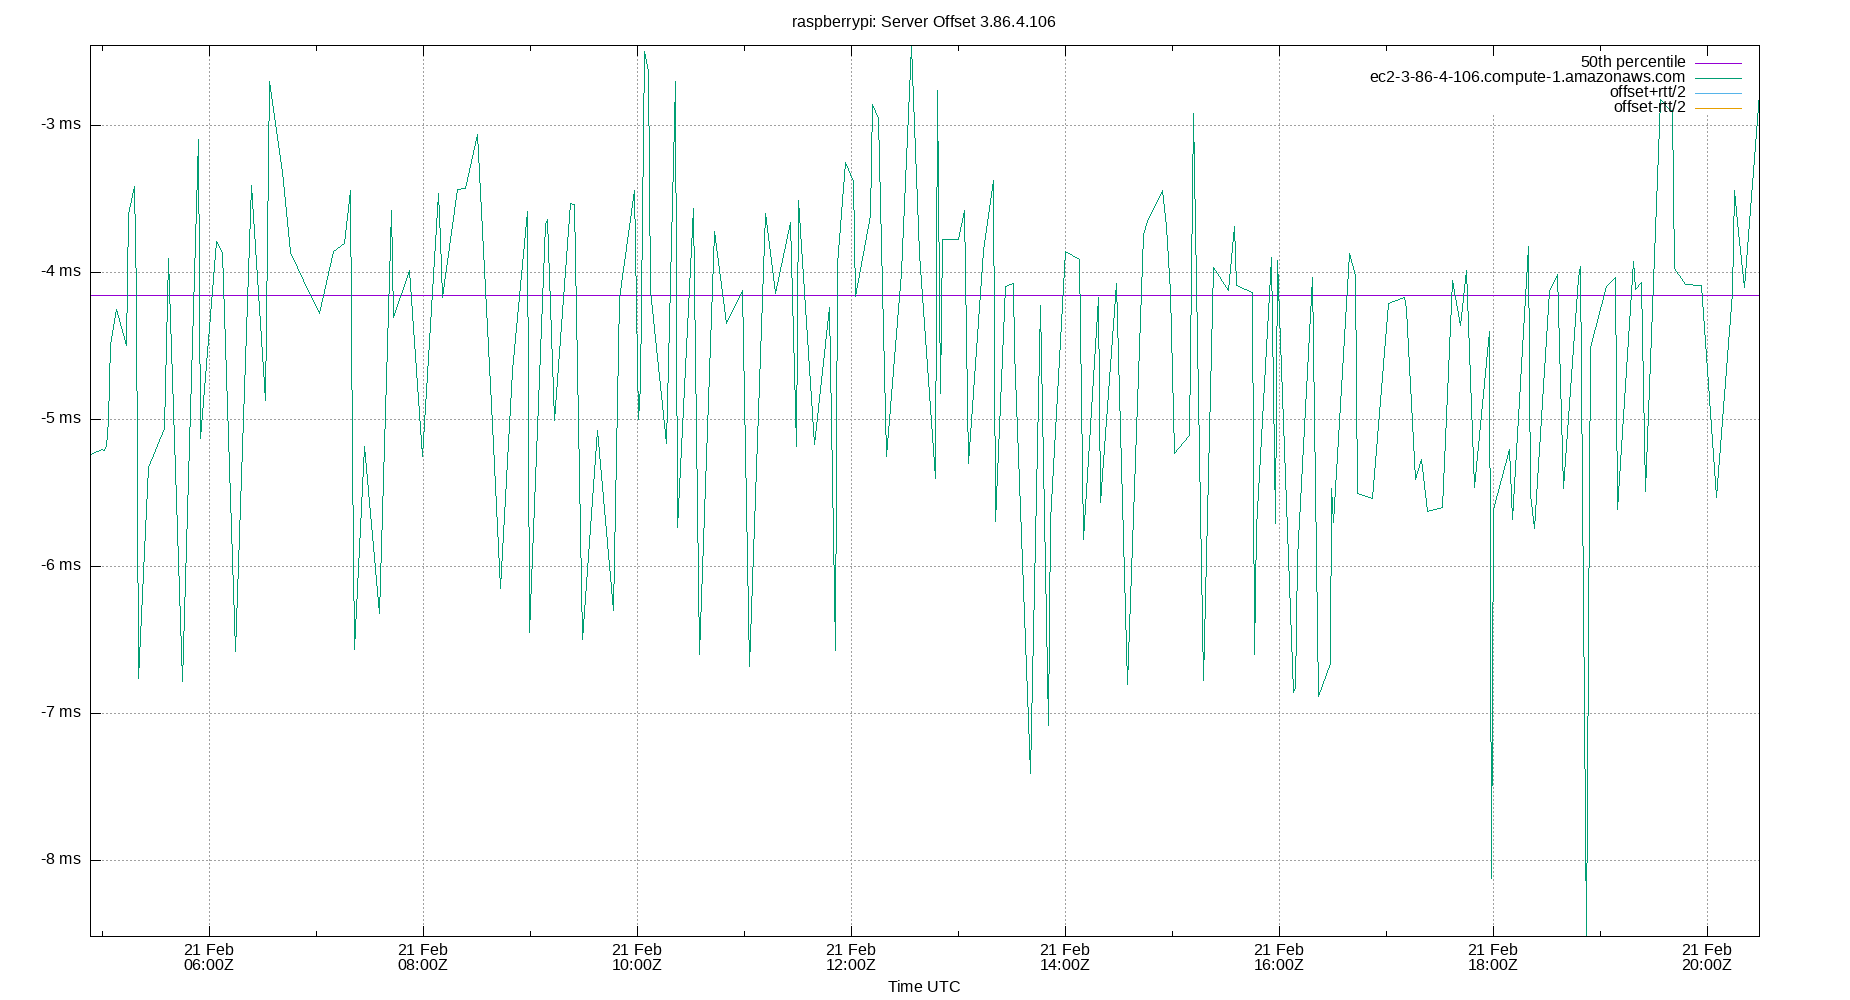 raspberrypi: Server Offset 3.86.4.106
50th percentile
ec2-3-86-4-106.compute-1.amazonaws.com
offset+rtt/2
offset-rtt/2
-3 ms
-4 ms
-5 ms
-6 ms
-7 ms
-8 ms
21 Feb 21 Feb 21 Feb 21 Feb 21 Feb 21 Feb 21 Feb 21 Feb
06:00Z 08:00Z 10:00Z 12:00Z 14:00Z 16:00Z 18:00Z 20:00Z
Time UTC